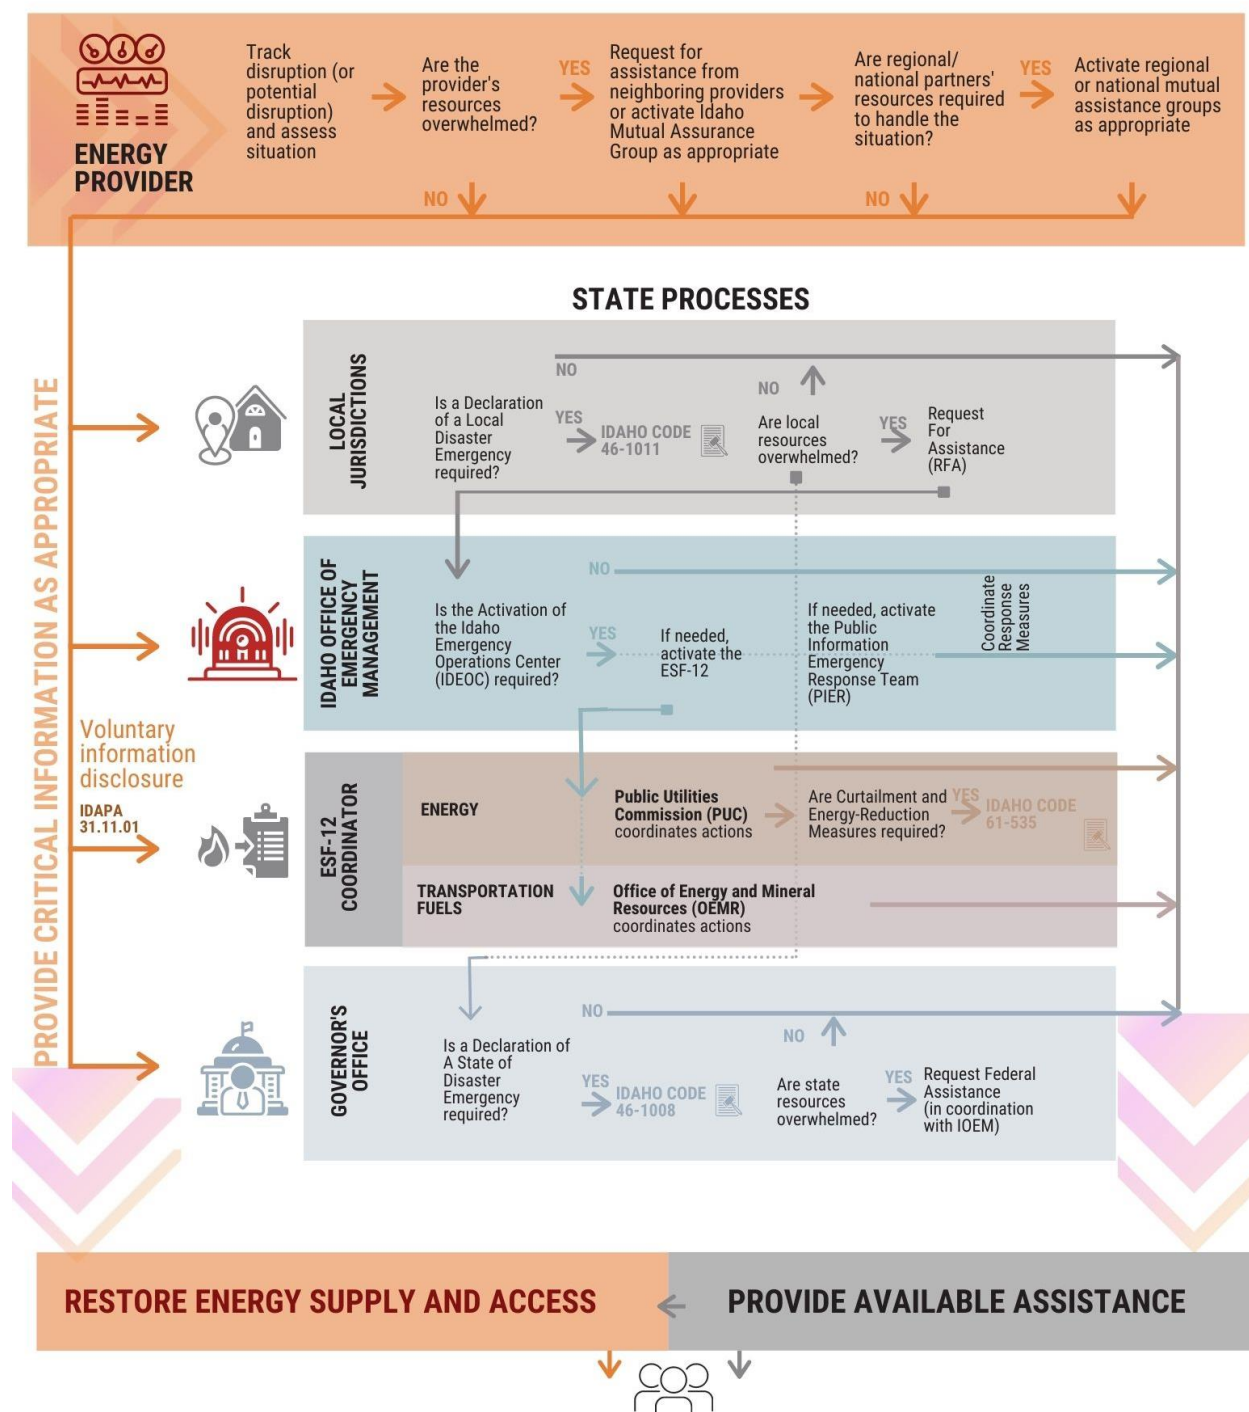 ENERGY
PROVIDER
Track
disruption (or
potential
disruption)
and assess
situation
Are the
provider's
resources
overwhelmed?
YES
Request for
assistance from
neighboring providers
or activate Idaho
Mutual Assurance
Group as appropriate
Are regional/
national partners'
resources required
to handle the
situation?
YES
Activate regional
or national mutual
assistance groups
as appropriate
NO
NO
PROVIDE CRITICAL INFORMATION AS APPROPRIATE
Voluntary
information
disclosure
IDAPA
31.11.01
STATE PROCESSES
LOCAL
JURISDICTIONS
NO
Is a Declaration
of a Local
Disaster
Emergency
required?
YES
IDAHO CODE
46-1011
NO
Are local
resources
overwhelmed?
YES
Request
For
Assistance
(RFA)
IDAHO OFFICE OF
EMERGENCY
MANAGEMENT
NO
Is the Activation of
the Idaho
Emergency
Operations Center
(IDEOC) required?
YES
If needed,
activate the
ESF-12
If needed, activate
the Public
Information
Emergency
Response Team
(PIER)
Coordinate
Response
Measures
ESF-12
COORDINATOR
ENERGY
Public Utilities
Commission (PUC)
coordinates actions
Are Curtailment and
Energy-Reduction
Measures required?
YES
IDAHO CODE
61-535
TRANSPORTATION
FUELS
Office of Energy and Mineral
Resources (OEMR)
coordinates actions
GOVERNOR'S
OFFICE
NO
Is a Declaration of
A State of
Disaster
Emergency
required?
YES
IDAHO CODE
46-1008
NO
Are state
resources
overwhelmed?
YES
Request Federal
Assistance
(in coordination
with IOEM)
RESTORE ENERGY SUPPLY AND ACCESS
PROVIDE AVAILABLE ASSISTANCE